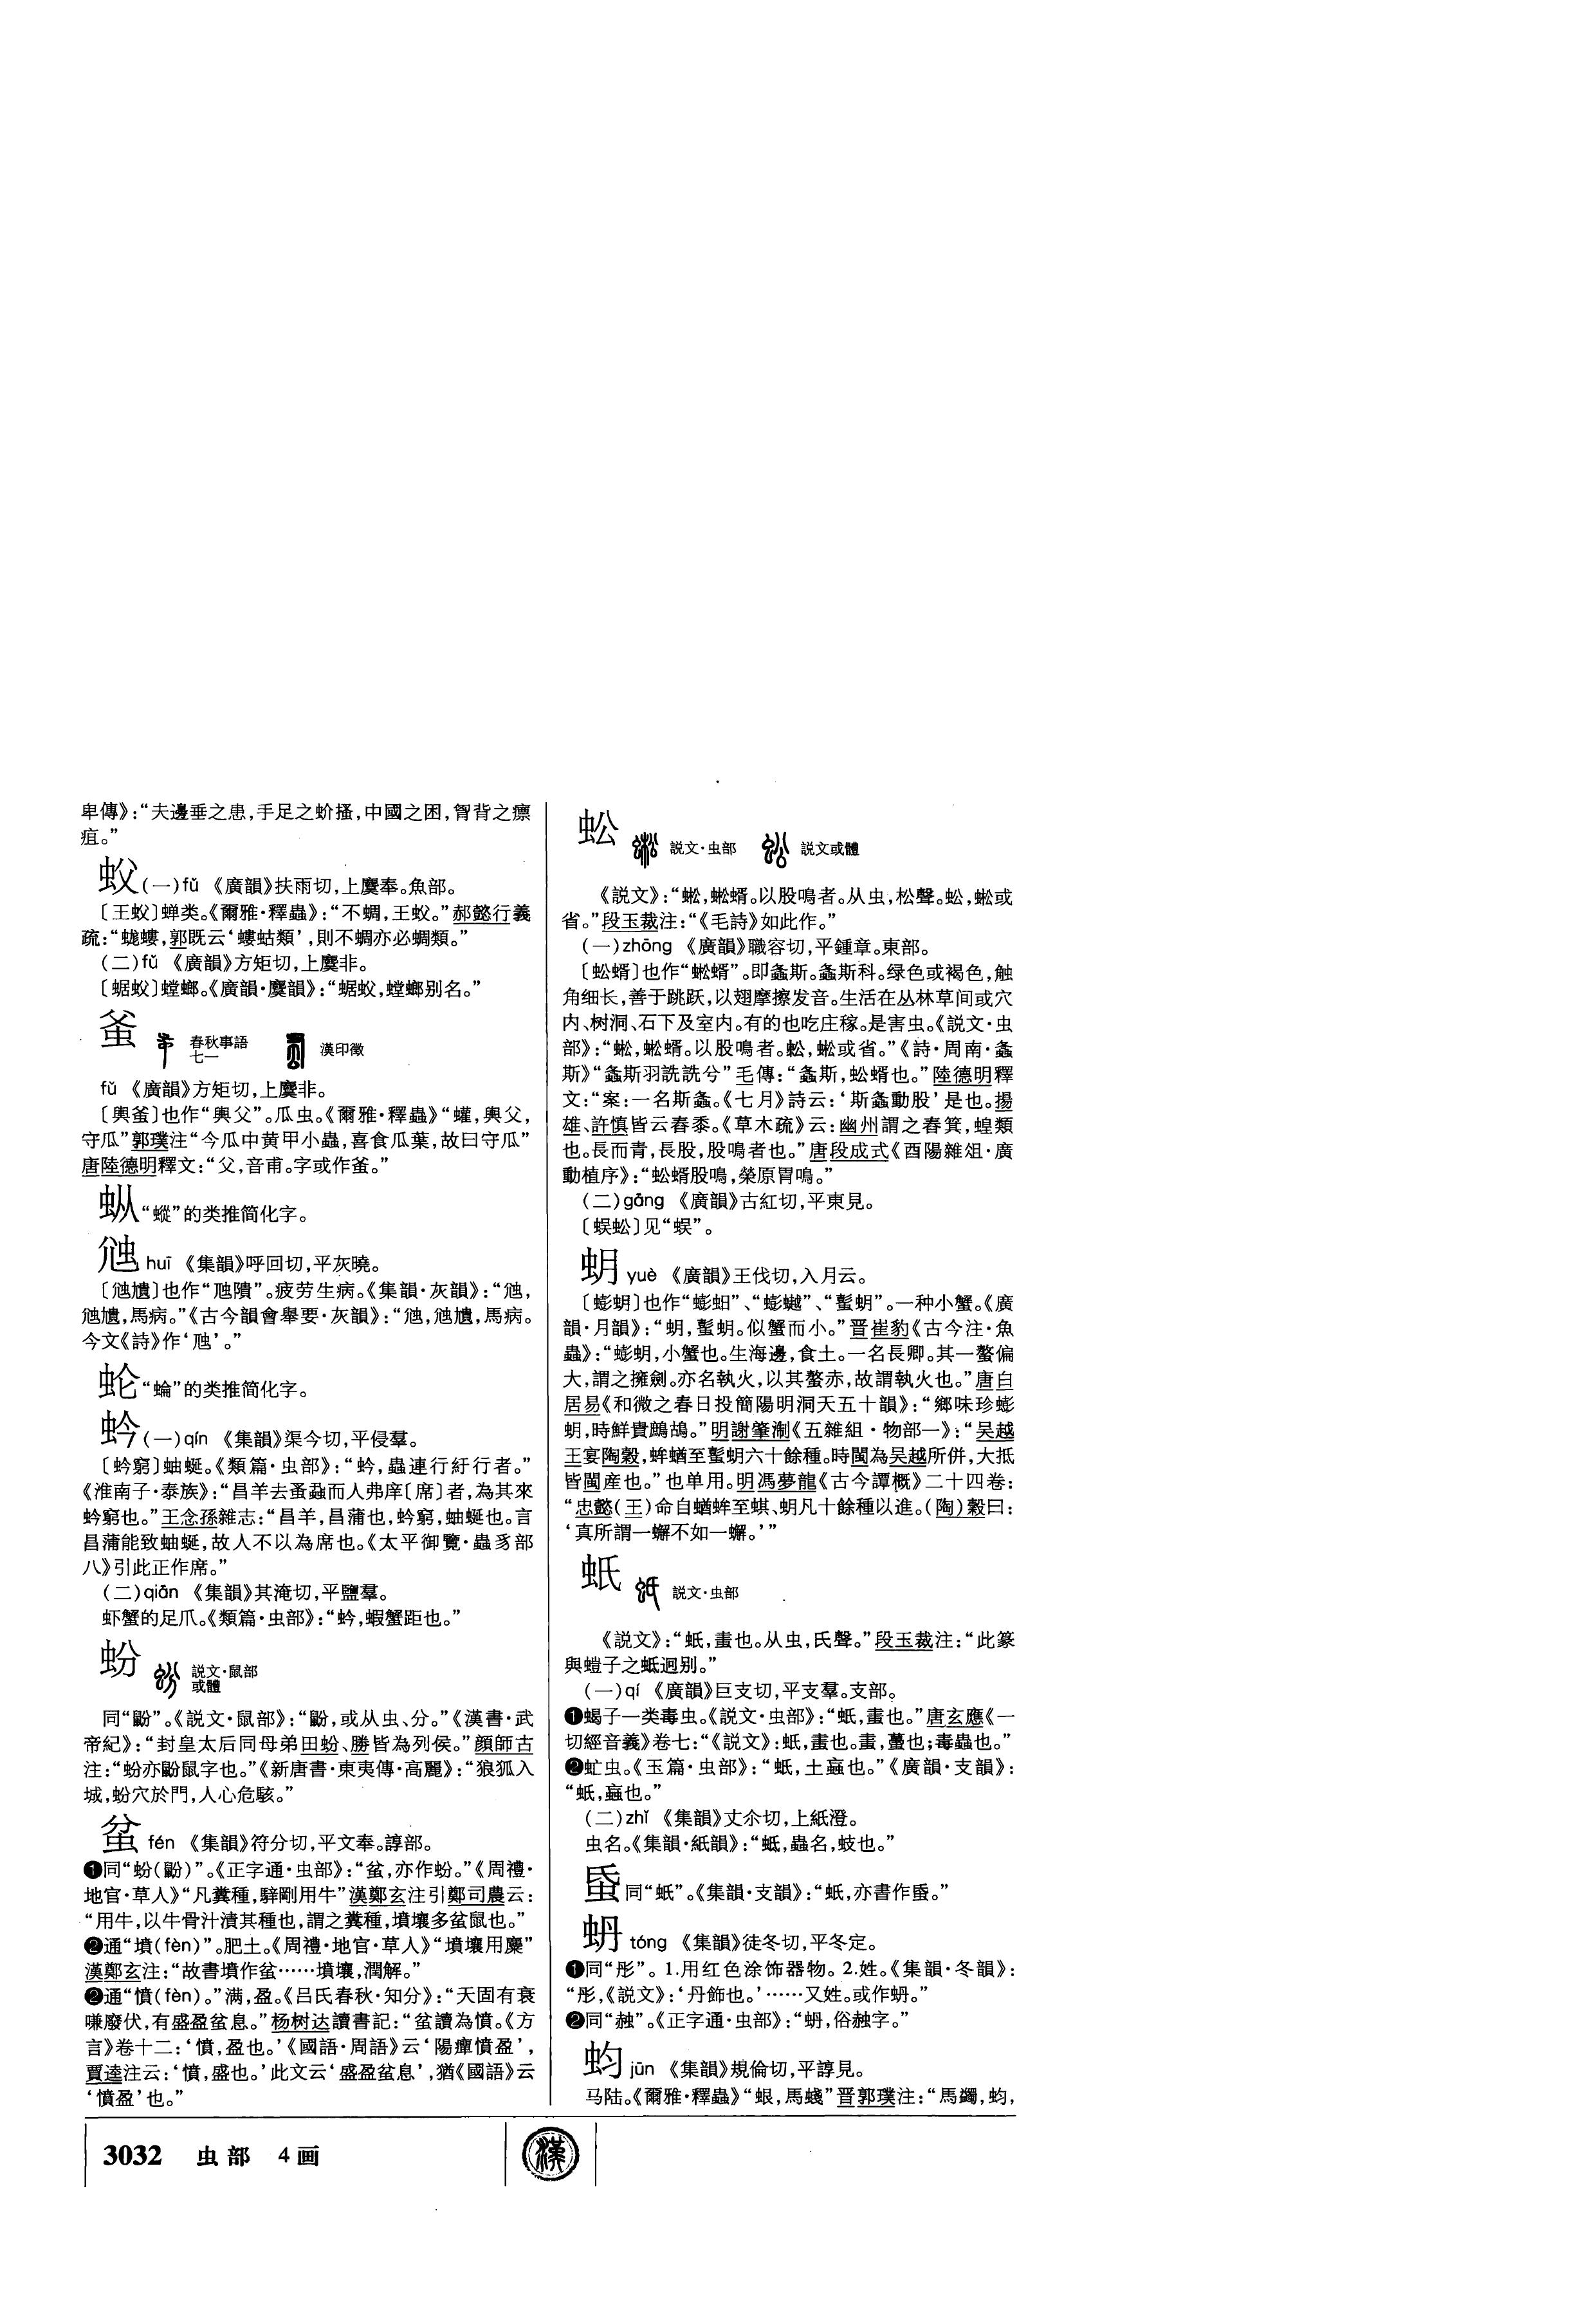 卑傳》：“夫邊垂之患，手足之蚧搔，中國之困，胷背之瘭
疽。”
蚥(一)fǔ 《廣韻》扶雨切，上麌奉。魚部。
〔王蚥〕蝉类。《爾雅·釋蟲》：“不蜩，王蚥。”郝懿行義
疏：“蛖螻，郭既云‘螻蛄類’，則不蜩亦必蜩類。”
(二)fǔ 《廣韻》方矩切，上麌非。
〔蜛蚥〕螳螂。《廣韻·麌韻》：“蜛蚥，螳螂别名。”
蚠 春秋事語 漢印徵
七一
fǔ 《廣韻》方矩切，上麌非。
〔輿〕也作“輿父”。瓜虫。《爾雅·釋蟲》“蠸，輿父，
守瓜”郭璞注“今瓜中黄甲小蟲，喜食瓜葉，故曰守瓜”
唐陸德明釋文：“父，音甫。字或作。”
“蟞”的类推简化字。
huī 《集韻》呼回切，平灰曉。
〔〕也作“虺隤”。疲劳生病。《集韻·灰韻》：“，
，馬病。”《古今韻會舉要·灰韻》：“，，馬病。
今文《詩》作‘虺’。”
“蜦”的类推简化字。
蚙(一)qín 《集韻》渠今切，平侵羣。
〔蚙窮〕蚰蜒。《類篇·虫部》：“蚙，蟲連行紆行者。”
《淮南子·泰族》：“昌羊去蚤蝨而人弗庠〔席〕者，為其來
蚙窮也。”王念孫雜志：“昌羊，昌蒲也，蚙窮，蚰蜒也。言
昌蒲能致蚰蜒，故人不以為席也。《太平御覽·蟲豸部
八》引此正作席。”
(二)qián 《集韻》其淹切，平鹽羣。
虾蟹的足爪。《類篇·虫部》：“蚙，蝦蟹距也。”
蚡 説文·鼠部
或體
同“鼢”。《説文·鼠部》：“鼢，或从虫、分。”《漢書·武
帝紀》：“封皇太后同母弟田蚡、勝皆為列侯。”顔師古
注：“蚡亦鼢鼠字也。”《新唐書·東夷傳·高麗》：“狼狐入
城，蚡穴於門，人心危駭。”
蚠 fén 《集韻》符分切，平文奉。諄部。
❶同“蚡(鼢)”。《正字通·虫部》：“蚠，亦作蚡。”《周禮·
地官·草人》“凡糞種，騂剛用牛”漢鄭玄注引鄭司農云：
“用牛，以牛骨汁漬其種也，謂之糞種，墳壤多蚠鼠也。”
❷通“墳(fèn)”。肥土。《周禮·地官·草人》“墳壤用麋”
漢鄭玄注：“故書墳作蚠……墳壤，潤解。”
❷通“憤(fèn)。”满，盈。《吕氏春秋·知分》：“天固有衰
嗛廢伏，有盛盈蚠息。”杨树达讀書記：“蚠讀為憤。《方
言》卷十二：‘憤，盈也。’《國語·周語》云‘陽癉憤盈’，
賈逵注云：‘憤，盛也。’此文云‘盛盈蚠息’，猶《國語》云
‘憤盈’也。”
蚣 説文·虫部 説文或體
《説文》：“蜙，蜙蝑。以股鳴者。从虫，松聲。蚣，蜙或
省。”段玉裁注：“《毛詩》如此作。”
(一)zhōng 《廣韻》職容切，平鍾章。東部。
〔蚣蝑〕也作“蜙蝑”。即螽斯。螽斯科。绿色或褐色，触
角细长，善于跳跃，以翅摩擦发音。生活在丛林草间或穴
内、树洞、石下及室内。有的也吃庄稼。是害虫。《説文·虫
部》：“蜙，蜙蝑。以股鳴者。蚣，蜙或省。”《詩·周南·螽
斯》“螽斯羽詵詵兮”毛傳：“螽斯，蚣蝑也。”陸德明釋
文：“案：一名斯螽。《七月》詩云：‘斯螽動股’是也。揚
雄、許慎皆云舂黍。《草木疏》云：幽州謂之舂箕，蝗類
也。長而青，長股，股鳴者也。”唐段成式《酉陽雜俎·廣
動植序》：“蚣蝑股鳴，榮原胃鳴。”
(二)gōng 《廣韻》古紅切，平東見。
〔蜈蚣〕见“蜈”。
蚏 yuè 《廣韻》王伐切，入月云。
〔蟛蚏〕也作“蟛蚎”、“蟛蟣”、“蟚蚏”。一种小蟹。《廣
韻·月韻》：“蚏，蟚蚏。似蟹而小。”晋崔豹《古今注·魚
蟲》：“蟛蚏，小蟹也。生海邊，食土。一名長卿。其一螯偏
大，謂之擁劍。亦名執火，以其螯赤，故謂執火也。”唐白
居易《和微之春日投簡陽明洞天五十韻》：“鄉味珍蟛
蚏，時鮮貴鷓鴣。”明謝肇淛《五雜組·物部一》：“吴越
王宴陶穀，蛑蝤至蟚蚏六十餘種。時閩為吴越所併，大抵
皆閩産也。”也单用。明馮夢龍《古今譚概》二十四卷：
“忠懿(王)命自蝤蛑至蜞、蚏凡十餘種以進。(陶)穀曰：
‘真所謂一蠏不如一蠏。’”
蚔 説文·虫部
《説文》：“蚔，畫也。从虫，氏聲。”段玉裁注：“此篆
與螘子之蚳迥别。”
(一)qí 《廣韻》巨支切，平支羣。支部。
❶蝎子一类毒虫。《説文·虫部》：“蚔，畫也。”唐玄應《一
切經音義》卷七：“《説文》：蚔，畫也。畫，蠆也；毒蟲也。”
❷虻虫。《玉篇·虫部》：“蚔，土蝱也。”《廣韻·支韻》：
“蚔，蝱也。”
(二)zhǐ 《集韻》丈尒切，上紙澄。
虫名。《集韻·紙韻》：“蚳，蟲名，蚑也。”
同“蚔”。《集韻·支韻》：“蚔，亦書作。”
蚒 tóng 《集韻》徒冬切，平冬定。
❶同“彤”。1.用红色涂饰器物。2.姓。《集韻·冬韻》：
“彤，《説文》：‘丹飾也。’……又姓。或作蚒。”
❷同“赨”。《正字通·虫部》：“蚒，俗赨字。”
蚐 jūn 《集韻》規倫切，平諄見。
马陆。《爾雅·釋蟲》“蛝，馬䗃”晋郭璞注：“馬蠲，蚐，
3032 虫部 4画
漢